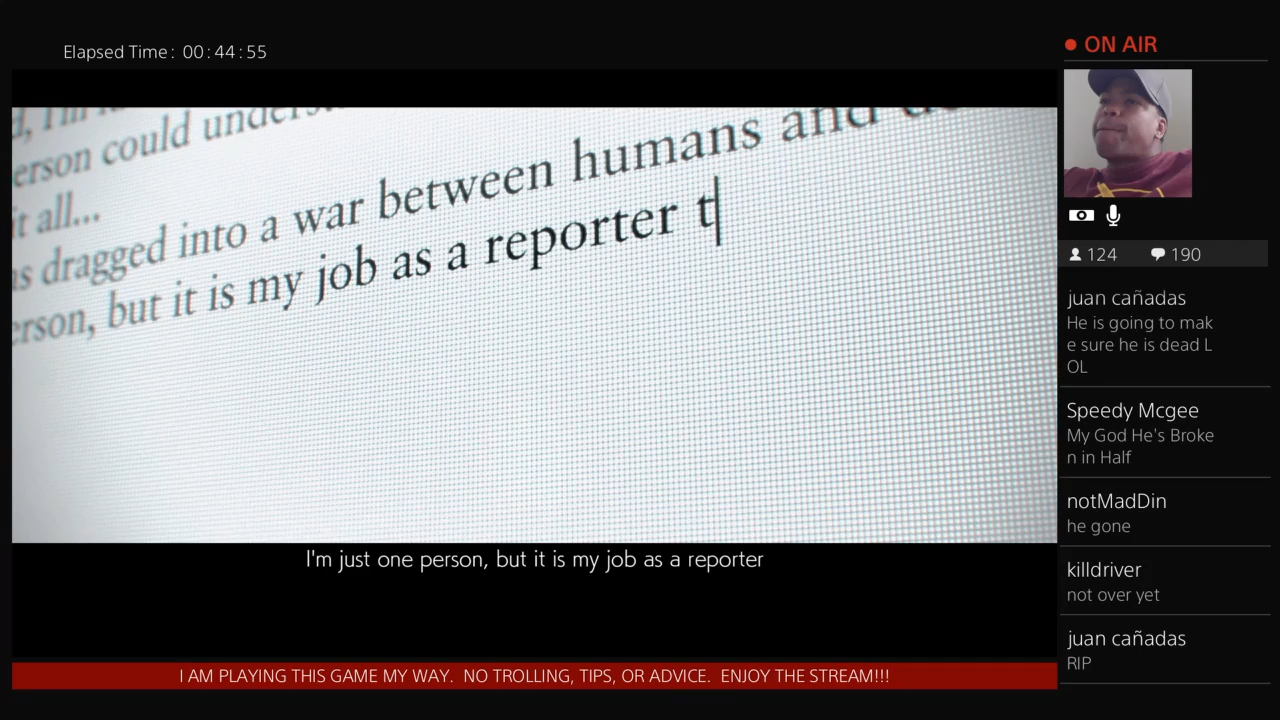 Elapsed Time: 00:44:55
ON AIR
could unders
it all...
dragged into a war between humans and
but it is my job as a reporter t
I'm just one person, but it is my job as a reporter
I AM PLAYING THIS GAME MY WAY. NO TROLLING, TIPS, OR ADVICE. ENJOY THE STREAM!!!
124 190
juan cañadas
He is going to mak
e sure he is dead L
OL
Speedy Mcgee
My God He's Broke
n in Half
notMadDin
he gone
killdriver
not over yet
juan cañadas
RIP